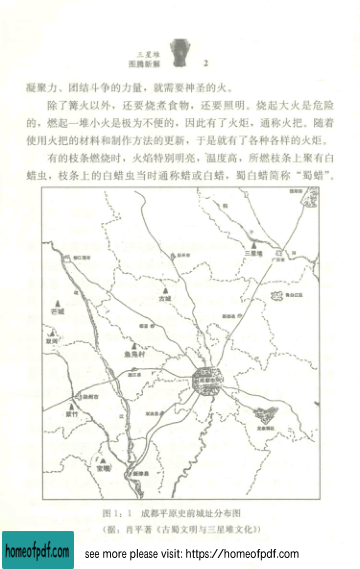 三星堆
图腾新解 2
凝聚力、团结斗争的力量，就需要神圣的火。
除了篝火以外，还要烧煮食物，还要照明。烧起大火是危险
的，燃起一堆小火是极为不便的，因此有了火炬，通称火把。随着
使用火把的材料和制作方法的更新，于是就有了各种各样的火炬。
有的枝条燃烧时，火焰特别明亮，温度高，所燃枝条上聚有白
蜡虫，枝条上的白蜡虫当时通称蜡或白蜡，蜀白蜡简称“蜀蜡”。
三星堆
古城
芒城
鱼凫村
双河
紫竹
宝墩
图 1：1 成都平原史前城址分布图
（据：肖平著《古蜀文明与三星堆文化》）
homeofpdf.com
see more please visit: https://homeofpdf.com